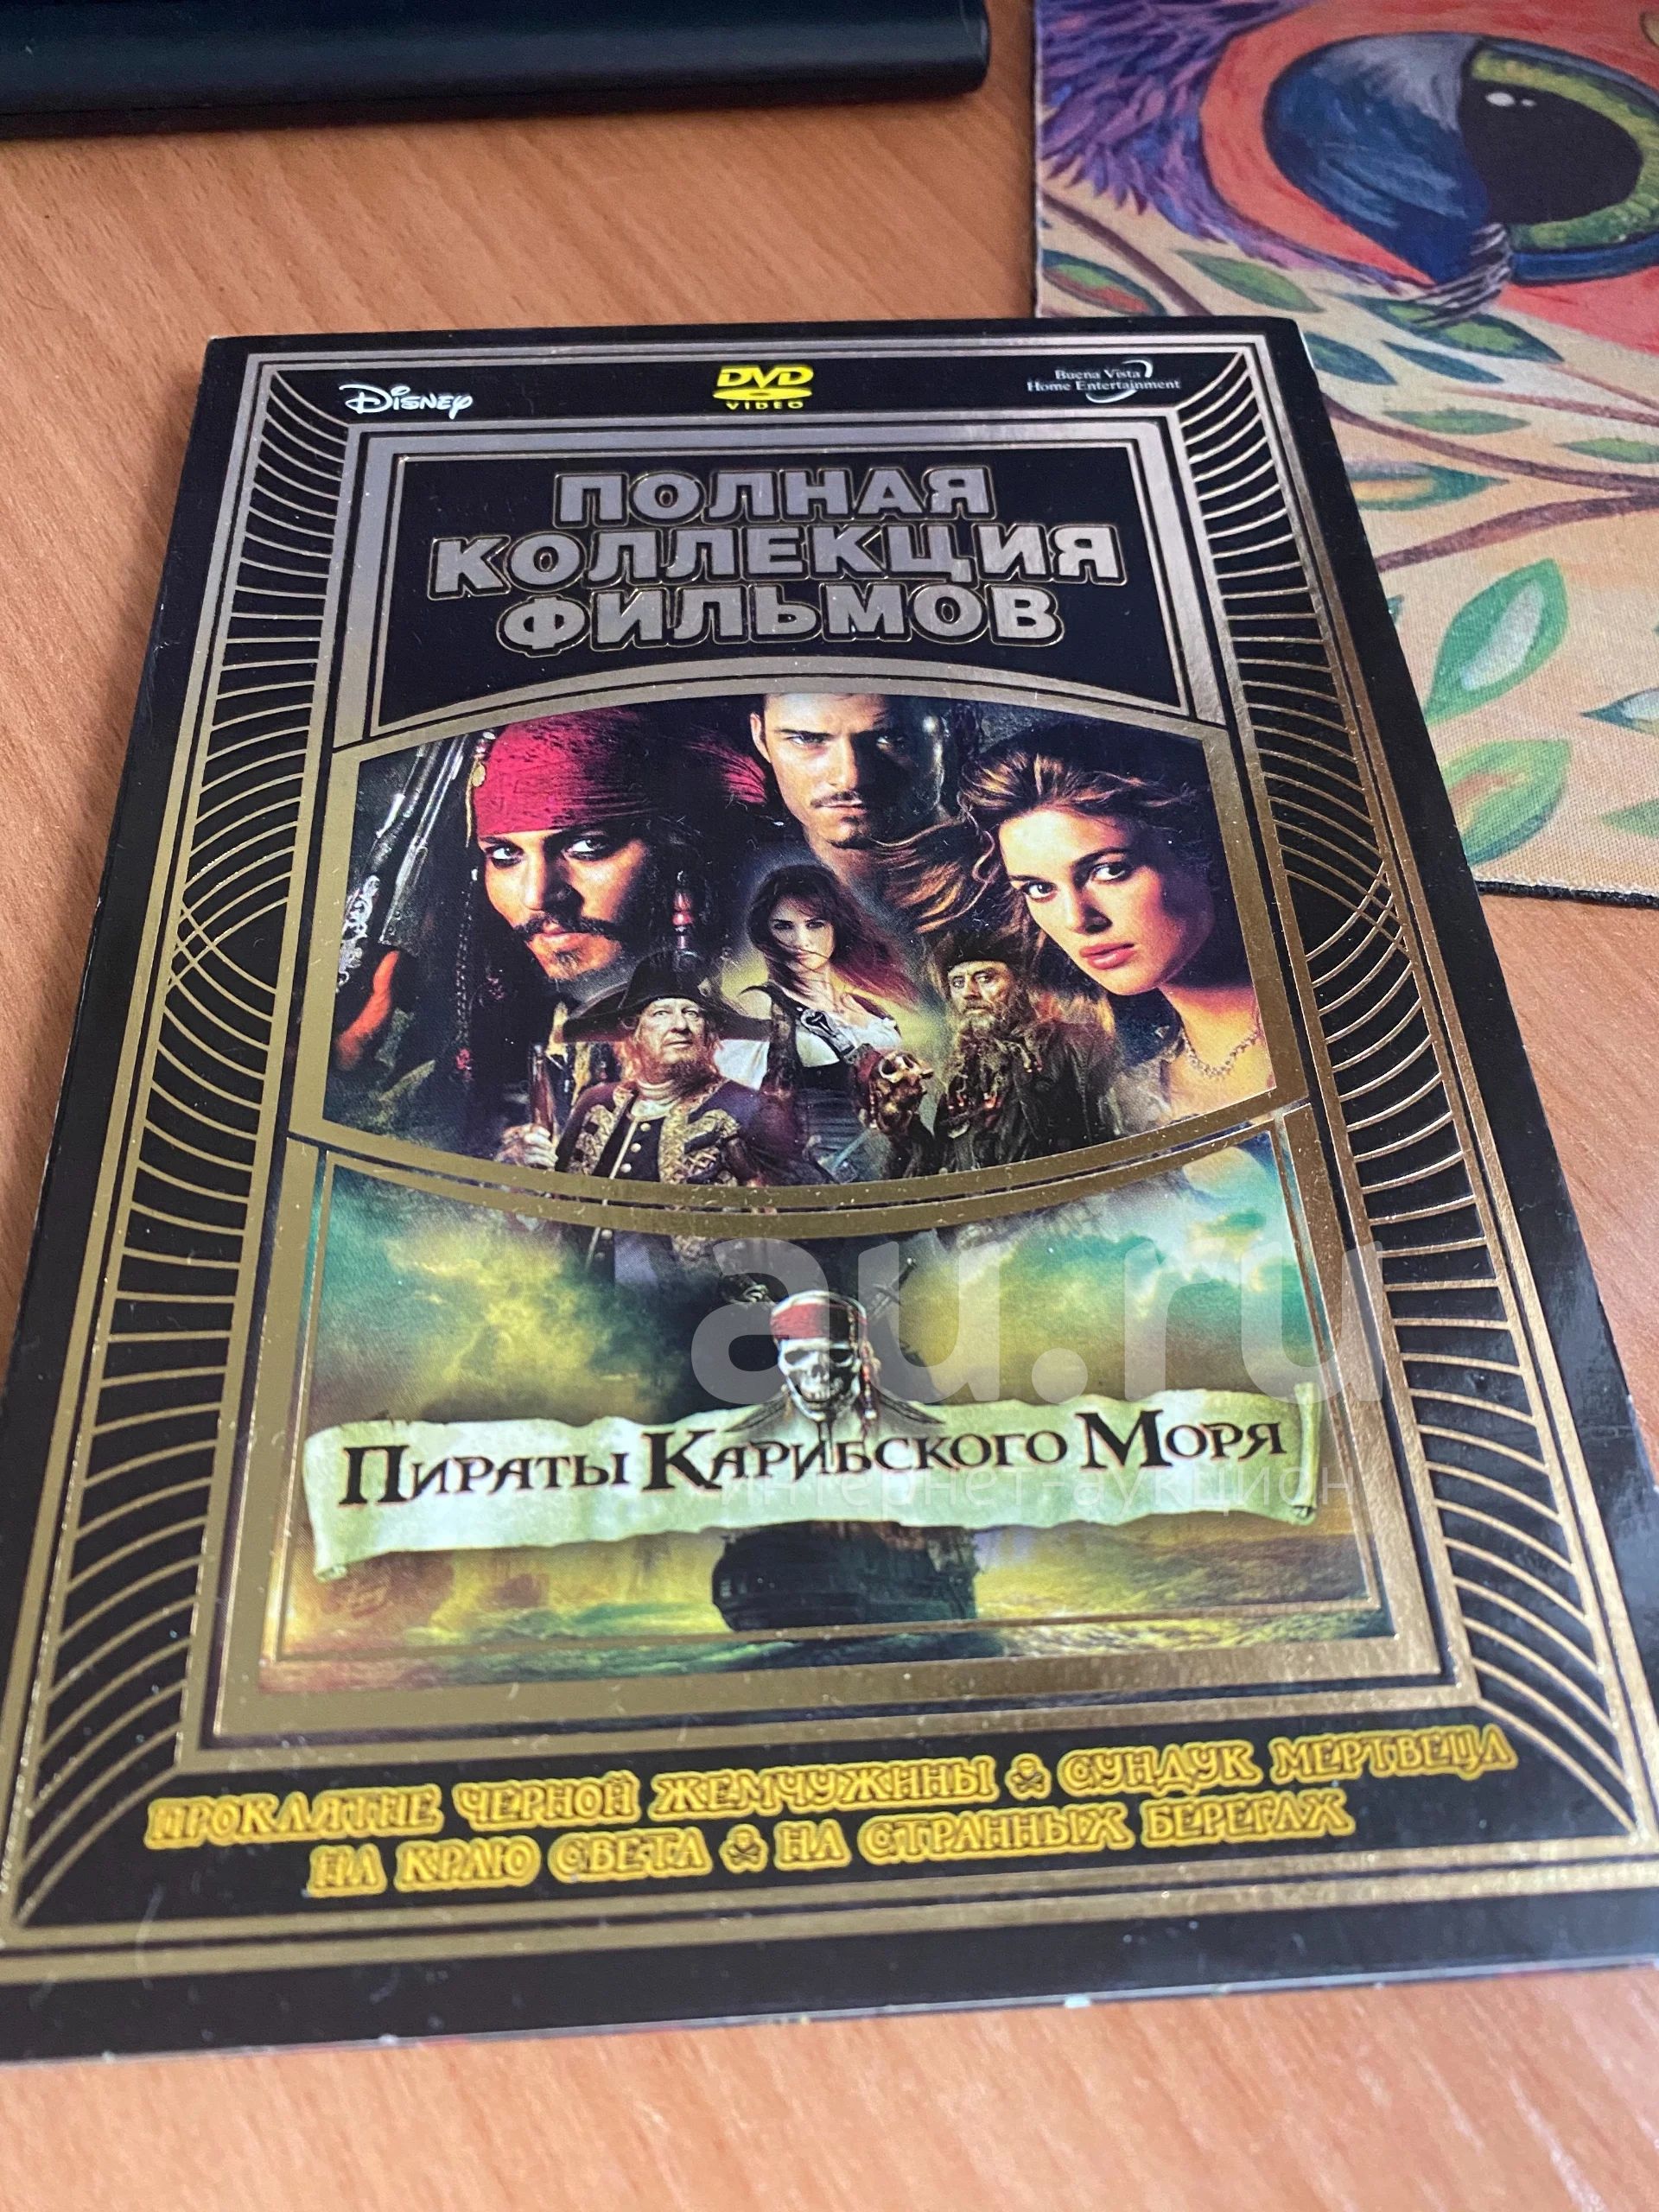 Disney
DVD
VIDEO
Buena Vista
Home Entertainment
ПОЛНАЯ
КОЛЛЕКЦИЯ
ФИЛЬМОВ
au.ru
Пираты Карибского Моря
интернет-аукцион
ПРОКЛЯТИЕ ЧЕРНОЙ ЖЕМЧУЖИНЫ СУНДУК МЕРТВЕЦА
НА КРАЮ СВЕТА НА СТРАННЫХ БЕРЕГАХ